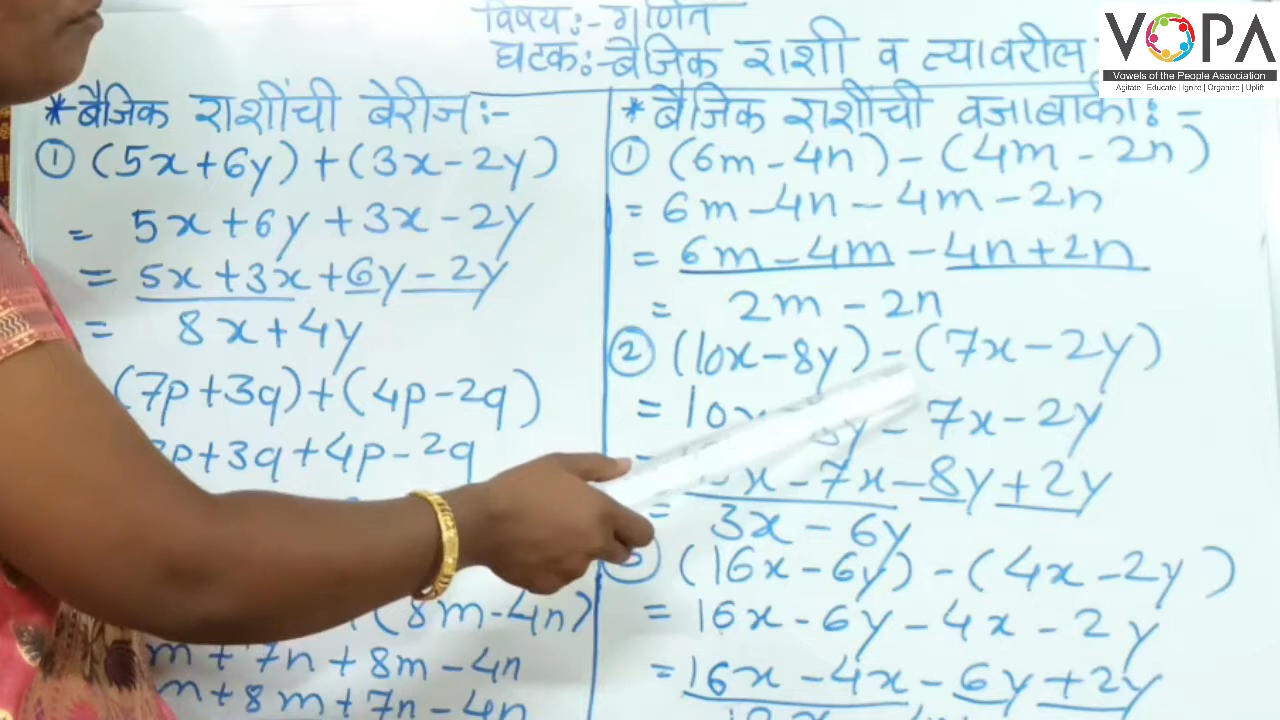 विषय:- गणित
घटक:- बैजिक राशी व त्यावरील
VOPA
Vowels of the People Association
Agitate | Educate | Ignite | Organize | Uplift
* बैजिक राशींची बेरीज:-
① (5x+6y)+(3x-2y)
= 5x+6y+3x-2y
= 5x+3x+6y-2y
= 8x+4y
(7p+3q)+(4p-2q)
p+3q+4p-2q
(8m-4n)
m+7n+8m-4n
m+8m+7n-4n
* बैजिक राशींची वजाबाकी:-
① (6m-4n)-(4m-2n)
= 6m-4n-4m-2n
= 6m-4m-4n+2n
= 2m-2n
② (10x-8y)-(7x-2y)
= 10x y-7x-2y
= x-7x-8y+2y
= 3x-6y
(16x-6y)-(4x-2y)
= 16x-6y-4x-2y
= 16x-4x-6y+2y